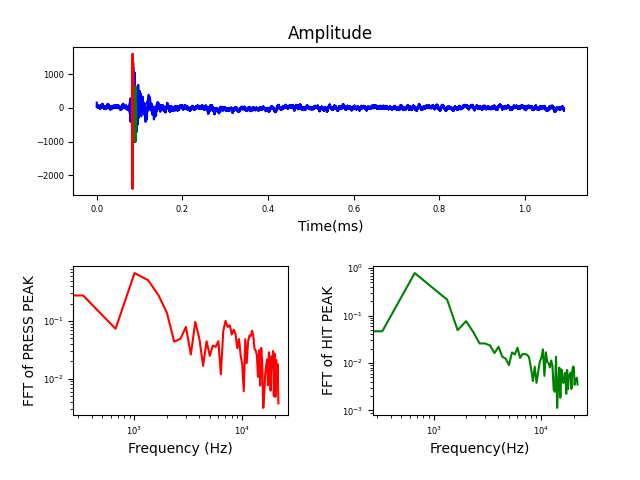 Amplitude
1000
0
−1000
−2000
0.0 0.2 0.4 0.6 0.8 1.0
Time(ms)
FFT of PRESS PEAK
10⁻¹
10⁻²
10³ 10⁴
Frequency (Hz)
FFT of HIT PEAK
10⁰
10⁻¹
10⁻²
10⁻³
10³ 10⁴
Frequency(Hz)